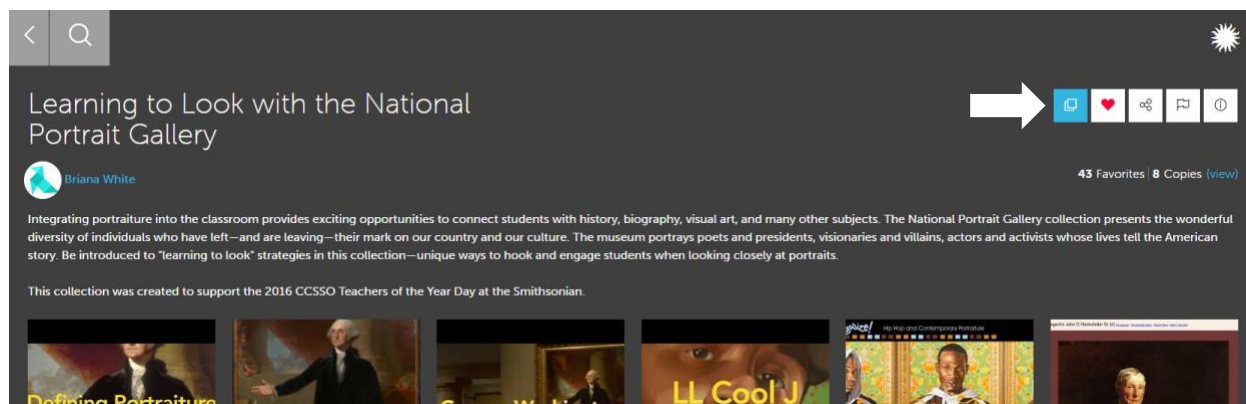 Learning to Look with the National
Portrait Gallery
Briana White
43 Favorites | 8 Copies (view)
Integrating portraiture into the classroom provides exciting opportunities to connect students with history, biography, visual art, and many other subjects. The National Portrait Gallery collection presents the wonderful
diversity of individuals who have left—and are leaving—their mark on our country and our culture. The museum portrays poets and presidents, visionaries and villains, actors and activists whose lives tell the American
story. Be introduced to "learning to look" strategies in this collection—unique ways to hook and engage students when looking closely at portraits.
This collection was created to support the 2016 CCSSO Teachers of the Year Day at the Smithsonian.
Hip Hop and Contemporary Portraiture
Defining Portraiture
LL Cool J